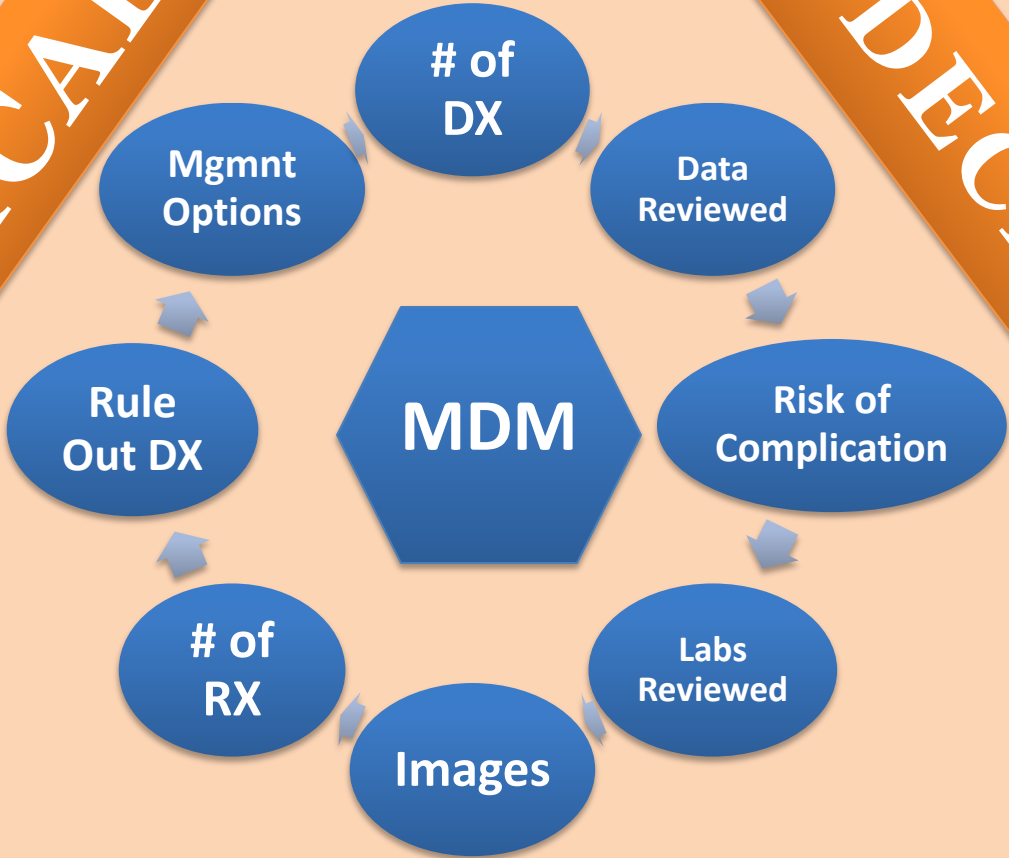 # of
DX
Data
Reviewed
Risk of
Complication
Labs
Reviewed
Images
# of
RX
Rule
Out DX
Mgmnt
Options
MDM